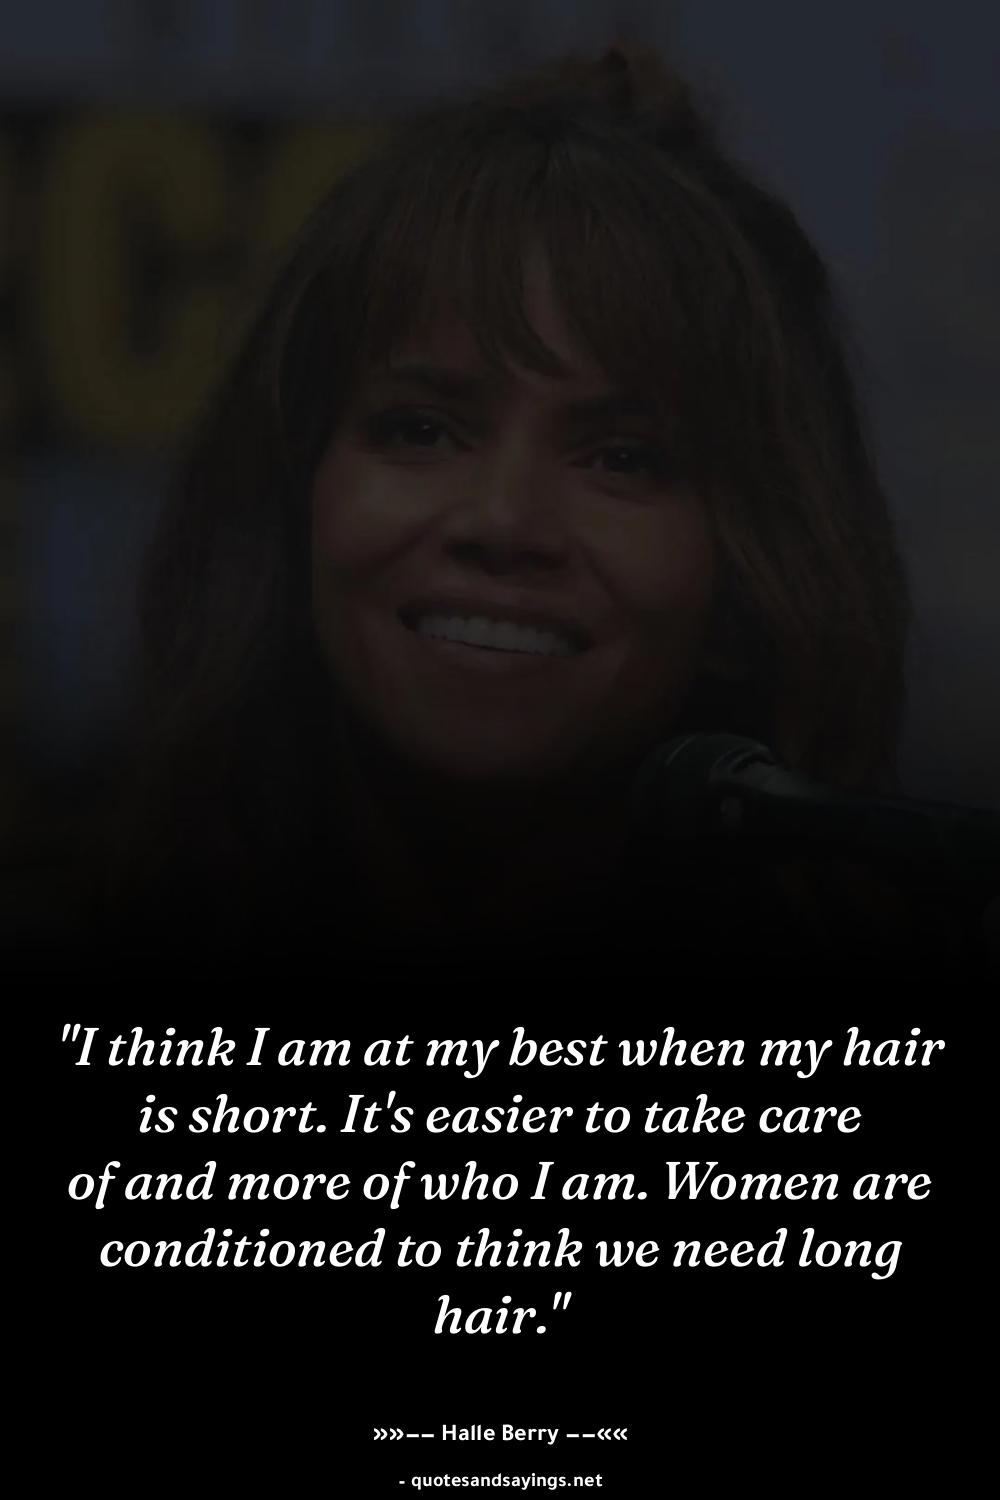 "I think I am at my best when my hair
is short. It's easier to take care
of and more of who I am. Women are
conditioned to think we need long
hair."
»»–– Halle Berry ––««
- quotesandsayings.net